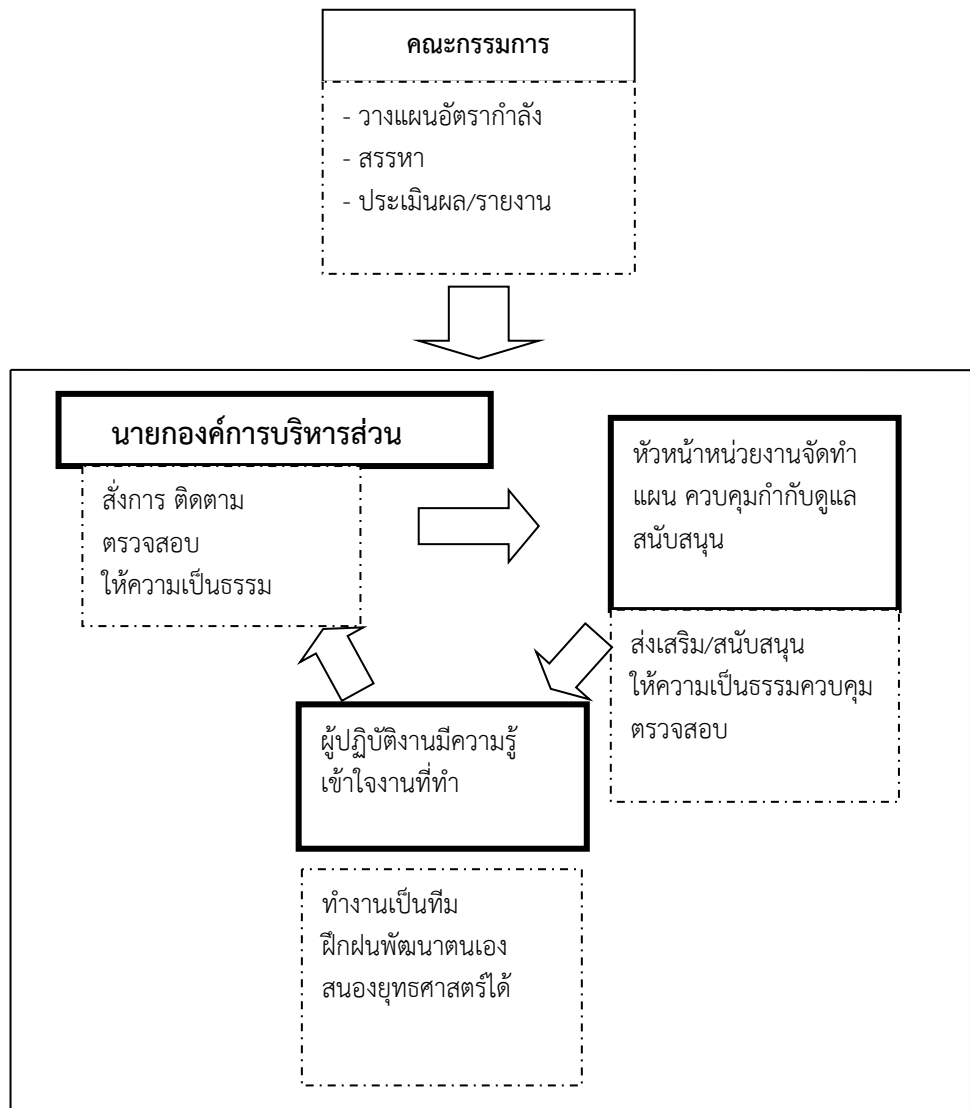 คณะกรรมการ
- วางแผนอัตรากำลัง
- สรรหา
- ประเมินผล/รายงาน
นายกองค์การบริหารส่วน
สั่งการ ติดตาม
ตรวจสอบ
ให้ความเป็นธรรม
หัวหน้าหน่วยงานจัดทำ
แผน ควบคุมกำกับดูแล
สนับสนุน
ส่งเสริม/สนับสนุน
ให้ความเป็นธรรมควบคุม
ตรวจสอบ
ผู้ปฏิบัติงานมีความรู้
เข้าใจงานที่ทำ
ทำงานเป็นทีม
ฝึกฝนพัฒนาตนเอง
สนองยุทธศาสตร์ได้